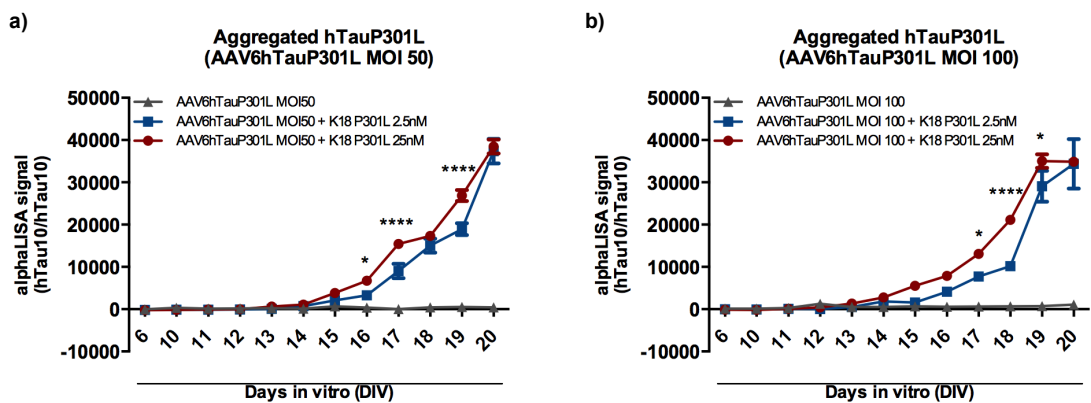 a)
Aggregated hTauP301L
(AAV6hTauP301L MOI 50)
50000
40000
30000
20000
10000
0
-10000
alphaLISA signal
(hTau10/hTau10)
AAV6hTauP301L MOI50
AAV6hTauP301L MOI50 + K18 P301L 2.5nM
AAV6hTauP301L MOI50 + K18 P301L 25nM
*
****
****
6 10 11 12 13 14 15 16 17 18 19 20
Days in vitro (DIV)
b)
Aggregated hTauP301L
(AAV6hTauP301L MOI 100)
50000
40000
30000
20000
10000
0
-10000
alphaLISA signal
(hTau10/hTau10)
AAV6hTauP301L MOI 100
AAV6hTauP301L MOI 100 + K18 P301L 2.5nM
AAV6hTauP301L MOI 100 + K18 P301L 25nM
*
****
*
6 10 11 12 13 14 15 16 17 18 19 20
Days in vitro (DIV)